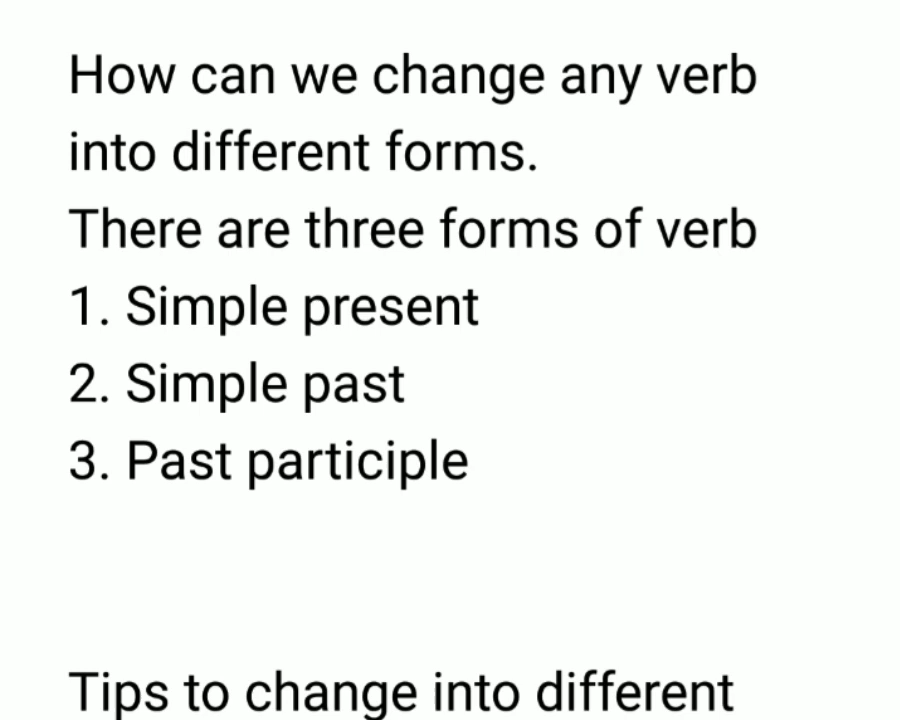 How can we change any verb
into different forms.
There are three forms of verb
1. Simple present
2. Simple past
3. Past participle
Tips to change into different